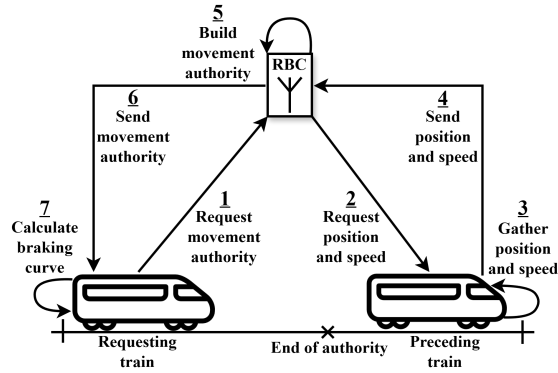 5
Build
movement
authority
RBC
6
Send
movement
authority
4
Send
position
and speed
1
Request
movement
authority
2
Request
position
and speed
3
Gather
position
and speed
7
Calculate
braking
curve
Requesting
train
End of authority
Preceding
train